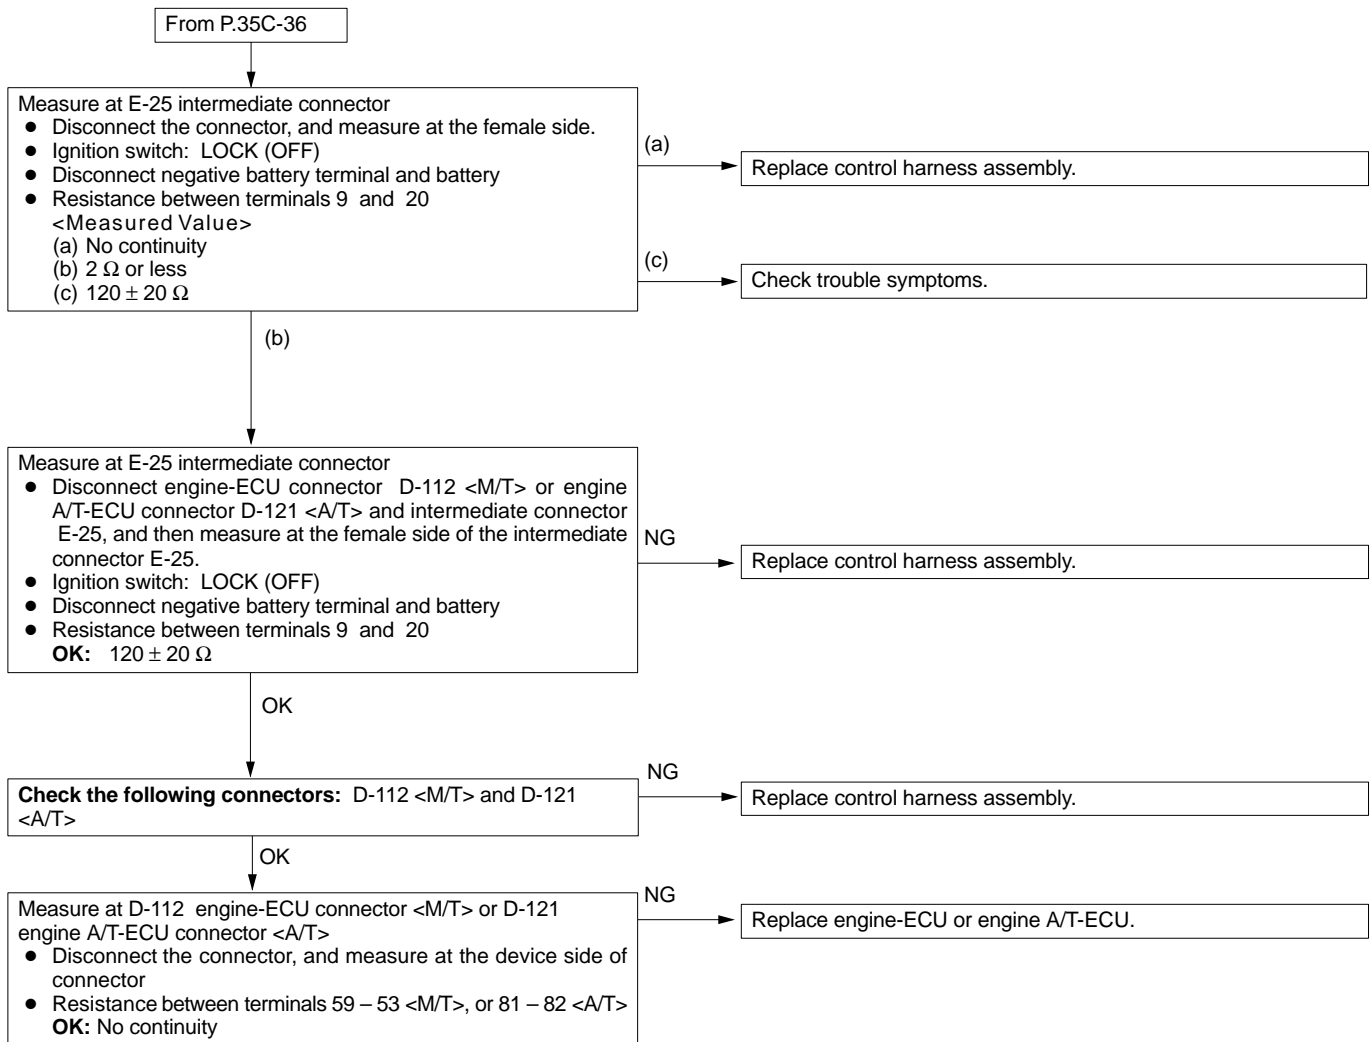 From P.35C-36
Measure at E-25 intermediate connector
● Disconnect the connector, and measure at the female side.
● Ignition switch: LOCK (OFF)
● Disconnect negative battery terminal and battery
● Resistance between terminals 9 and 20
<Measured Value>
(a) No continuity
(b) 2 Ω or less
(c) 120 ± 20 Ω
(a)
Replace control harness assembly.
(c)
Check trouble symptoms.
(b)
Measure at E-25 intermediate connector
● Disconnect engine-ECU connector D-112 <M/T> or engine
A/T-ECU connector D-121 <A/T> and intermediate connector
E-25, and then measure at the female side of the intermediate
connector E-25.
● Ignition switch: LOCK (OFF)
● Disconnect negative battery terminal and battery
● Resistance between terminals 9 and 20
OK: 120 ± 20 Ω
NG
Replace control harness assembly.
OK
Check the following connectors: D-112 <M/T> and D-121
<A/T>
NG
Replace control harness assembly.
OK
Measure at D-112 engine-ECU connector <M/T> or D-121
engine A/T-ECU connector <A/T>
● Disconnect the connector, and measure at the device side of
connector
● Resistance between terminals 59 – 53 <M/T>, or 81 – 82 <A/T>
OK: No continuity
NG
Replace engine-ECU or engine A/T-ECU.